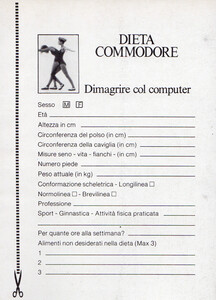 DIETA
COMMODORE
Dimagrire col computer
Sesso M F
Età
Altezza in cm
Circonferenza del polso (in cm)
Circonferenza della caviglia (in cm)
Misure seno - vita - fianchi - (in cm)
Numero piede
Peso attuale (in kg)
Conformazione scheletrica - Longilinea □
Normolinea □ - Brevilinea □
Professione
Sport - Ginnastica - Attività fisica praticata
Per quante ore alla settimana?
Alimenti non desiderati nella dieta (Max 3)
1
2
3